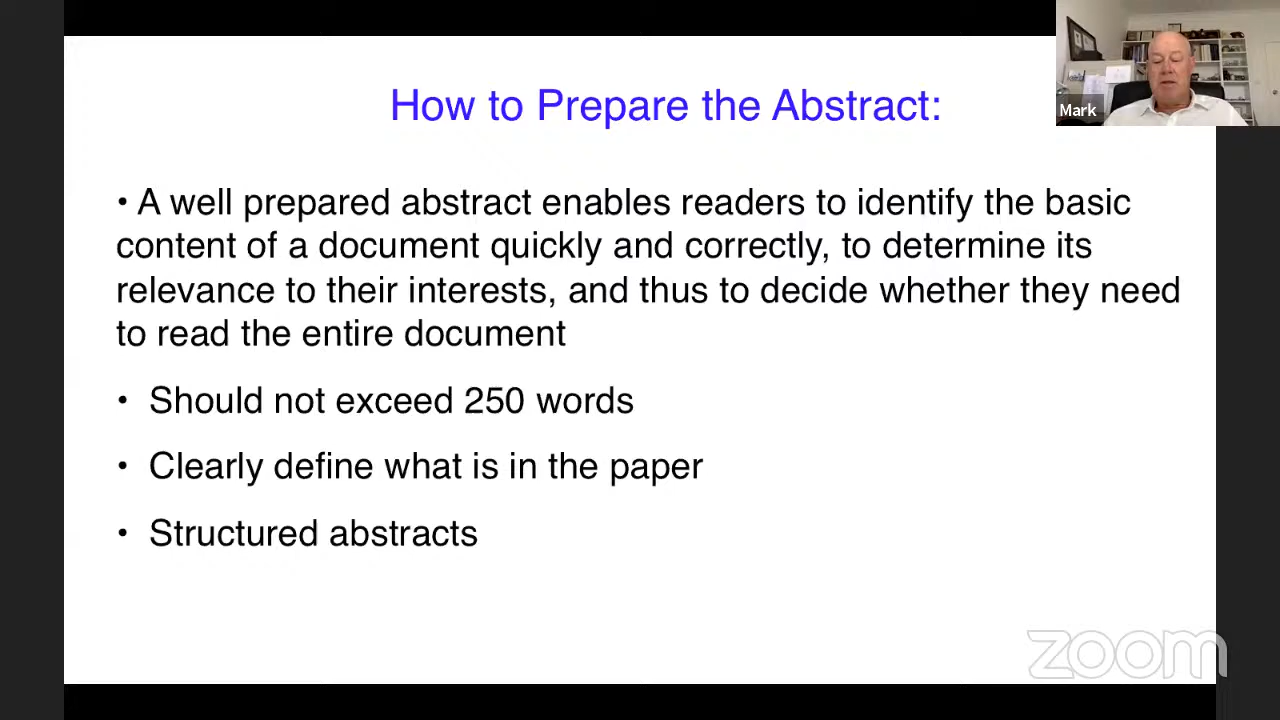 How to Prepare the Abstract:
Mark
• A well prepared abstract enables readers to identify the basic
content of a document quickly and correctly, to determine its
relevance to their interests, and thus to decide whether they need
to read the entire document
• Should not exceed 250 words
• Clearly define what is in the paper
• Structured abstracts
zoom